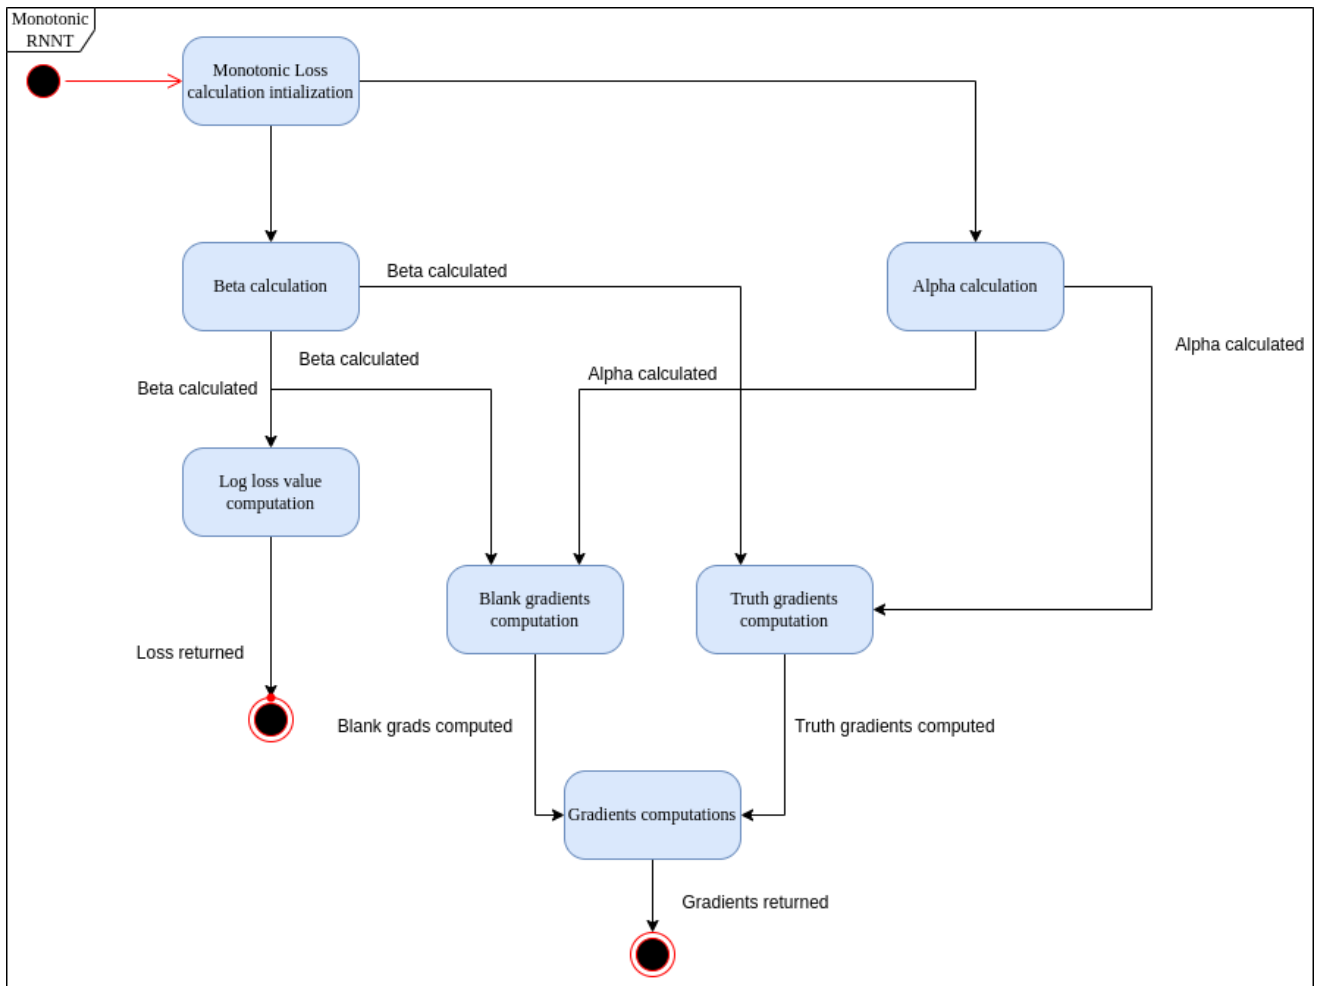 Monotonic
RNNT
Monotonic Loss
calculation intialization
Beta calculation
Beta calculated
Alpha calculation
Alpha calculated
Beta calculated
Alpha calculated
Beta calculated
Log loss value
computation
Blank gradients
computation
Truth gradients
computation
Loss returned
Blank grads computed
Truth gradients computed
Gradients computations
Gradients returned